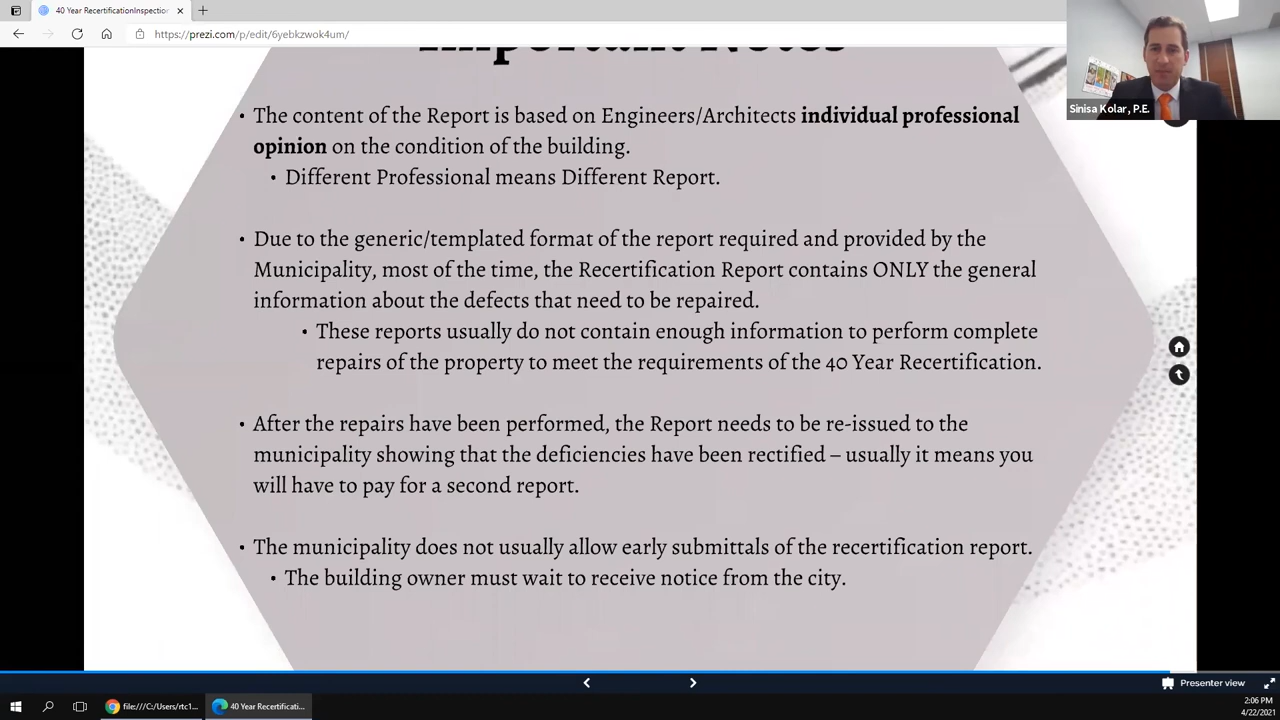 40 Year RecertificationInspectio
https://prezi.com/p/edit/6yebkzwok4um/
Important Notes
• The content of the Report is based on Engineers/Architects individual professional
opinion on the condition of the building.
• Different Professional means Different Report.
• Due to the generic/templated format of the report required and provided by the
Municipality, most of the time, the Recertification Report contains ONLY the general
information about the defects that need to be repaired.
• These reports usually do not contain enough information to perform complete
repairs of the property to meet the requirements of the 40 Year Recertification.
• After the repairs have been performed, the Report needs to be re-issued to the
municipality showing that the deficiencies have been rectified – usually it means you
will have to pay for a second report.
• The municipality does not usually allow early submittals of the recertification report.
• The building owner must wait to receive notice from the city.
Sinisa Kolar, P.E.
Presenter view
file:///C:/Users/rtc1...
40 Year Recertificati...
2:06 PM
4/22/2021